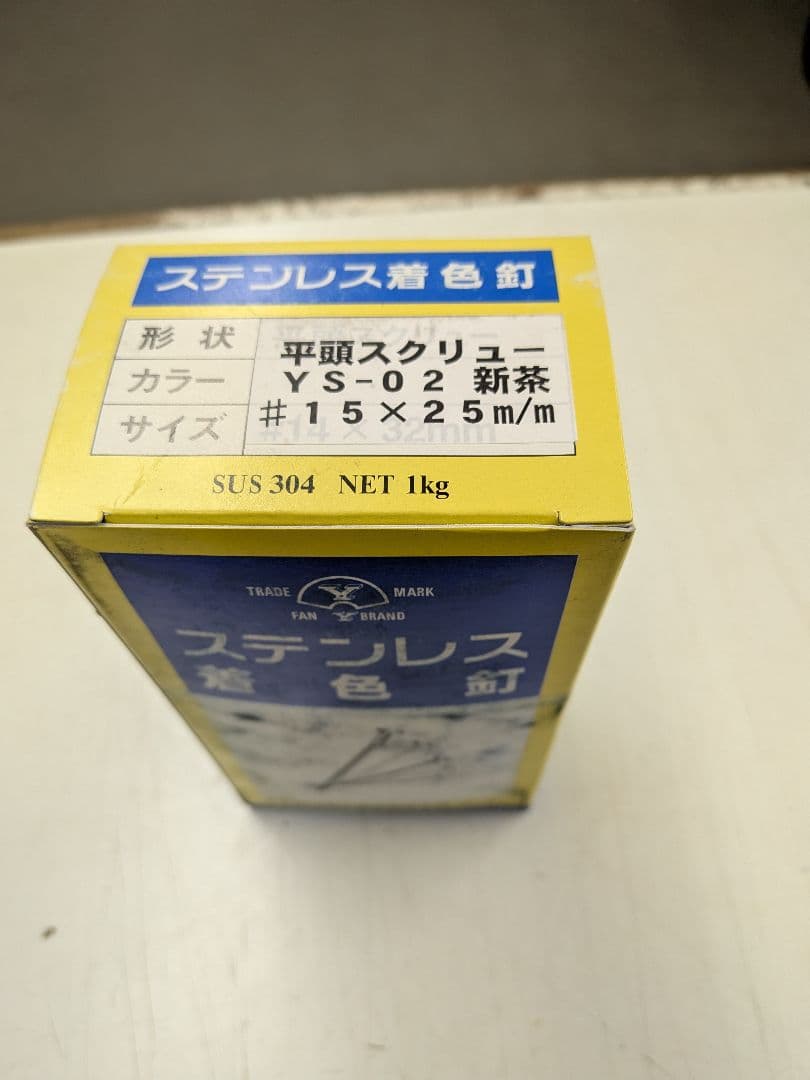 ステンレス着色釘
形状 平頭スクリュー
カラー YS-02 新茶
サイズ #15×25m/m
#14×32mm
SUS 304 NET 1kg
TRADE Y MARK
FAN Y BRAND
ステンレス
着色釘